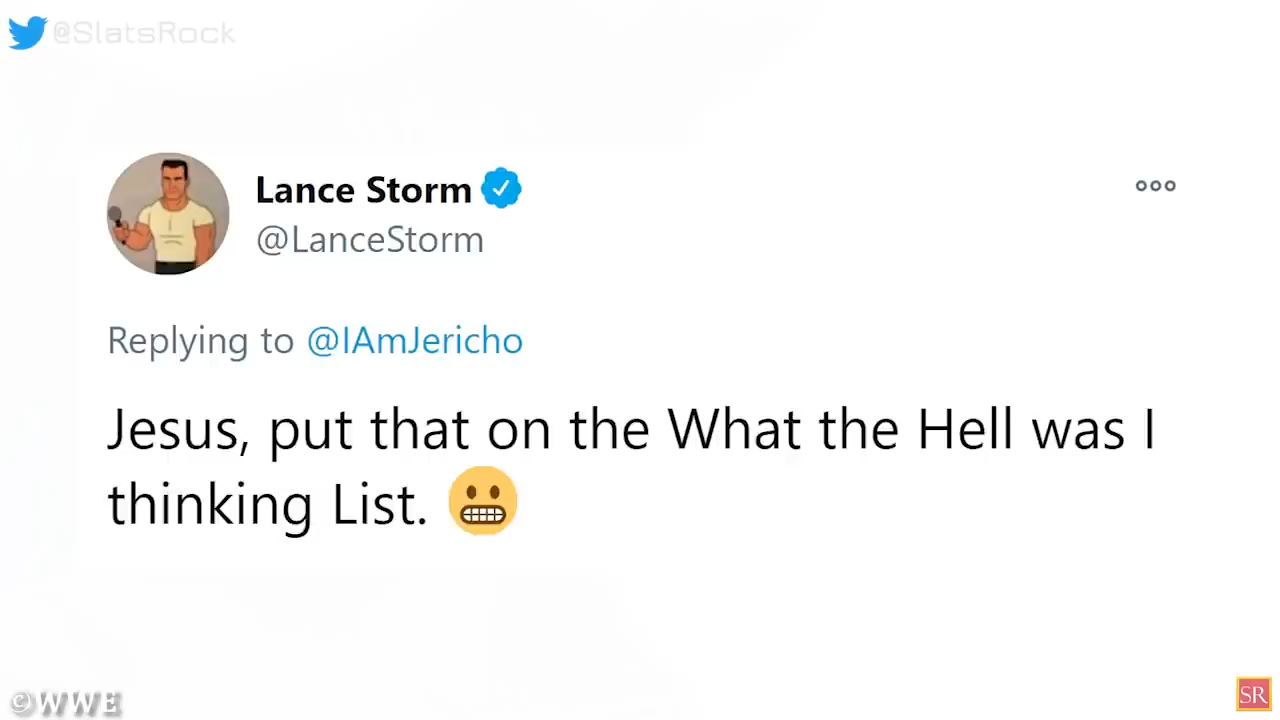 @SlatsRock
Lance Storm
@LanceStorm
Replying to @IAmJericho
Jesus, put that on the What the Hell was I
thinking List. 😬
©WWE
SR